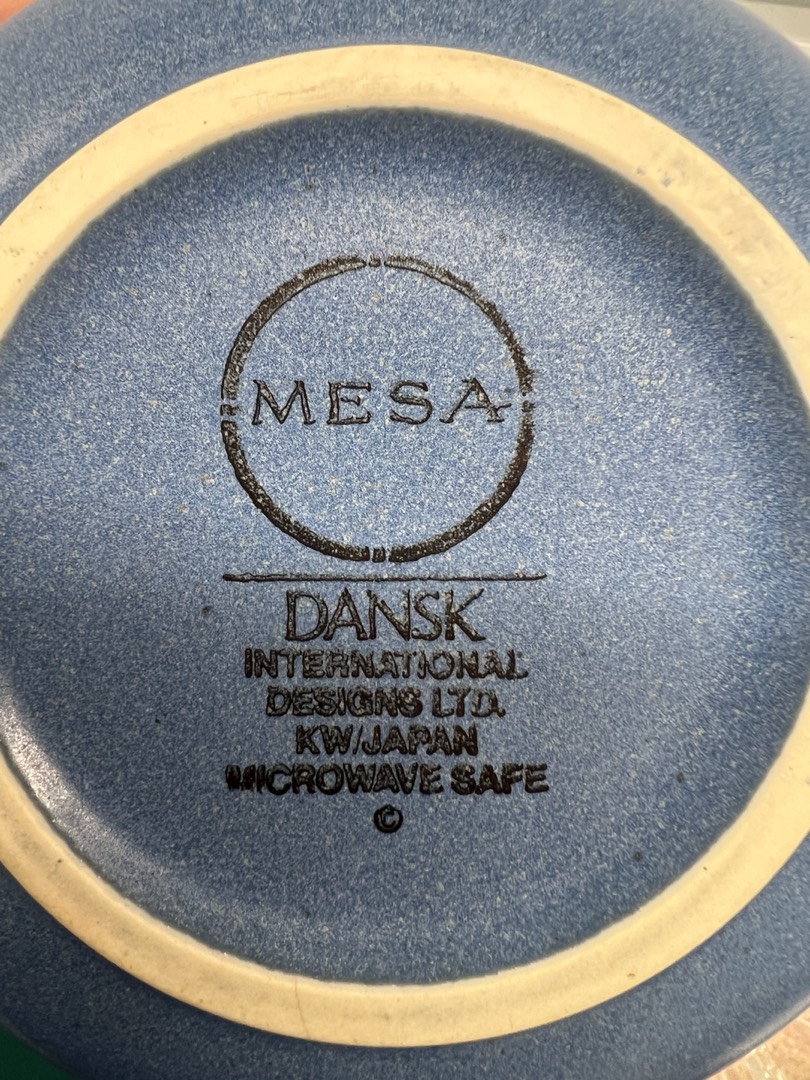 MESA
DANSK
INTERNATIONAL
DESIGNS LTD.
KW/JAPAN
MICROWAVE SAFE
©